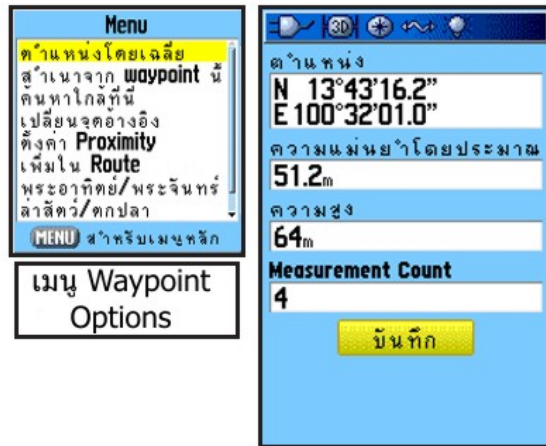 Menu
ตำแหน่งโดยเฉลี่ย
สำเนาจาก waypoint นี้
ค้นหาใกล้ที่นี่
เปลี่ยนจุดอ้างอิง
ตั้งค่า Proximity
เพิ่มใน Route
พระอาทิตย์/พระจันทร์
ล่าสัตว์/ตกปลา
MENU สำหรับเมนูหลัก
เมนู Waypoint
Options
3D
ตำแหน่ง
N 13°43'16.2"
E 100°32'01.0"
ความแม่นยำโดยประมาณ
51.2m
ความสูง
64m
Measurement Count
4
บันทึก